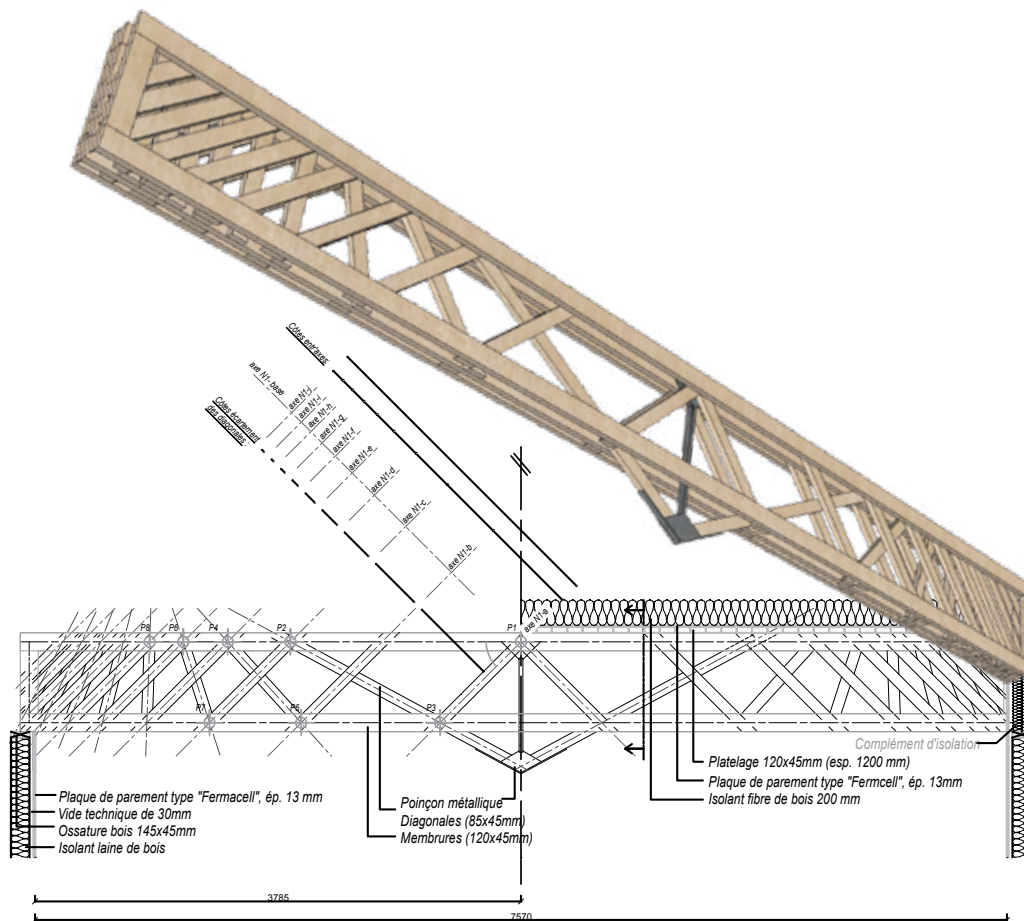 Côtes entr'axes
axe N1- base
axe N1-j
axe N1-i
axe N1-h
axe N1-g
axe N1-f
axe N1-e
axe N1-d
axe N1-c
axe N1-b
Côtes écartement
des diagonales
axe N1-a
P8
P6
P4
P2
P1
P7
P5
P3
Complément d'isolation
Platelage 120x45mm (esp. 1200 mm)
Plaque de parement type "Fermcell", ép. 13mm
Isolant fibre de bois 200 mm
Plaque de parement type "Fermacell", ép. 13 mm
Vide technique de 30mm
Ossature bois 145x45mm
Isolant laine de bois
Poinçon métallique
Diagonales (85x45mm)
Membrures (120x45mm)
3785
7570